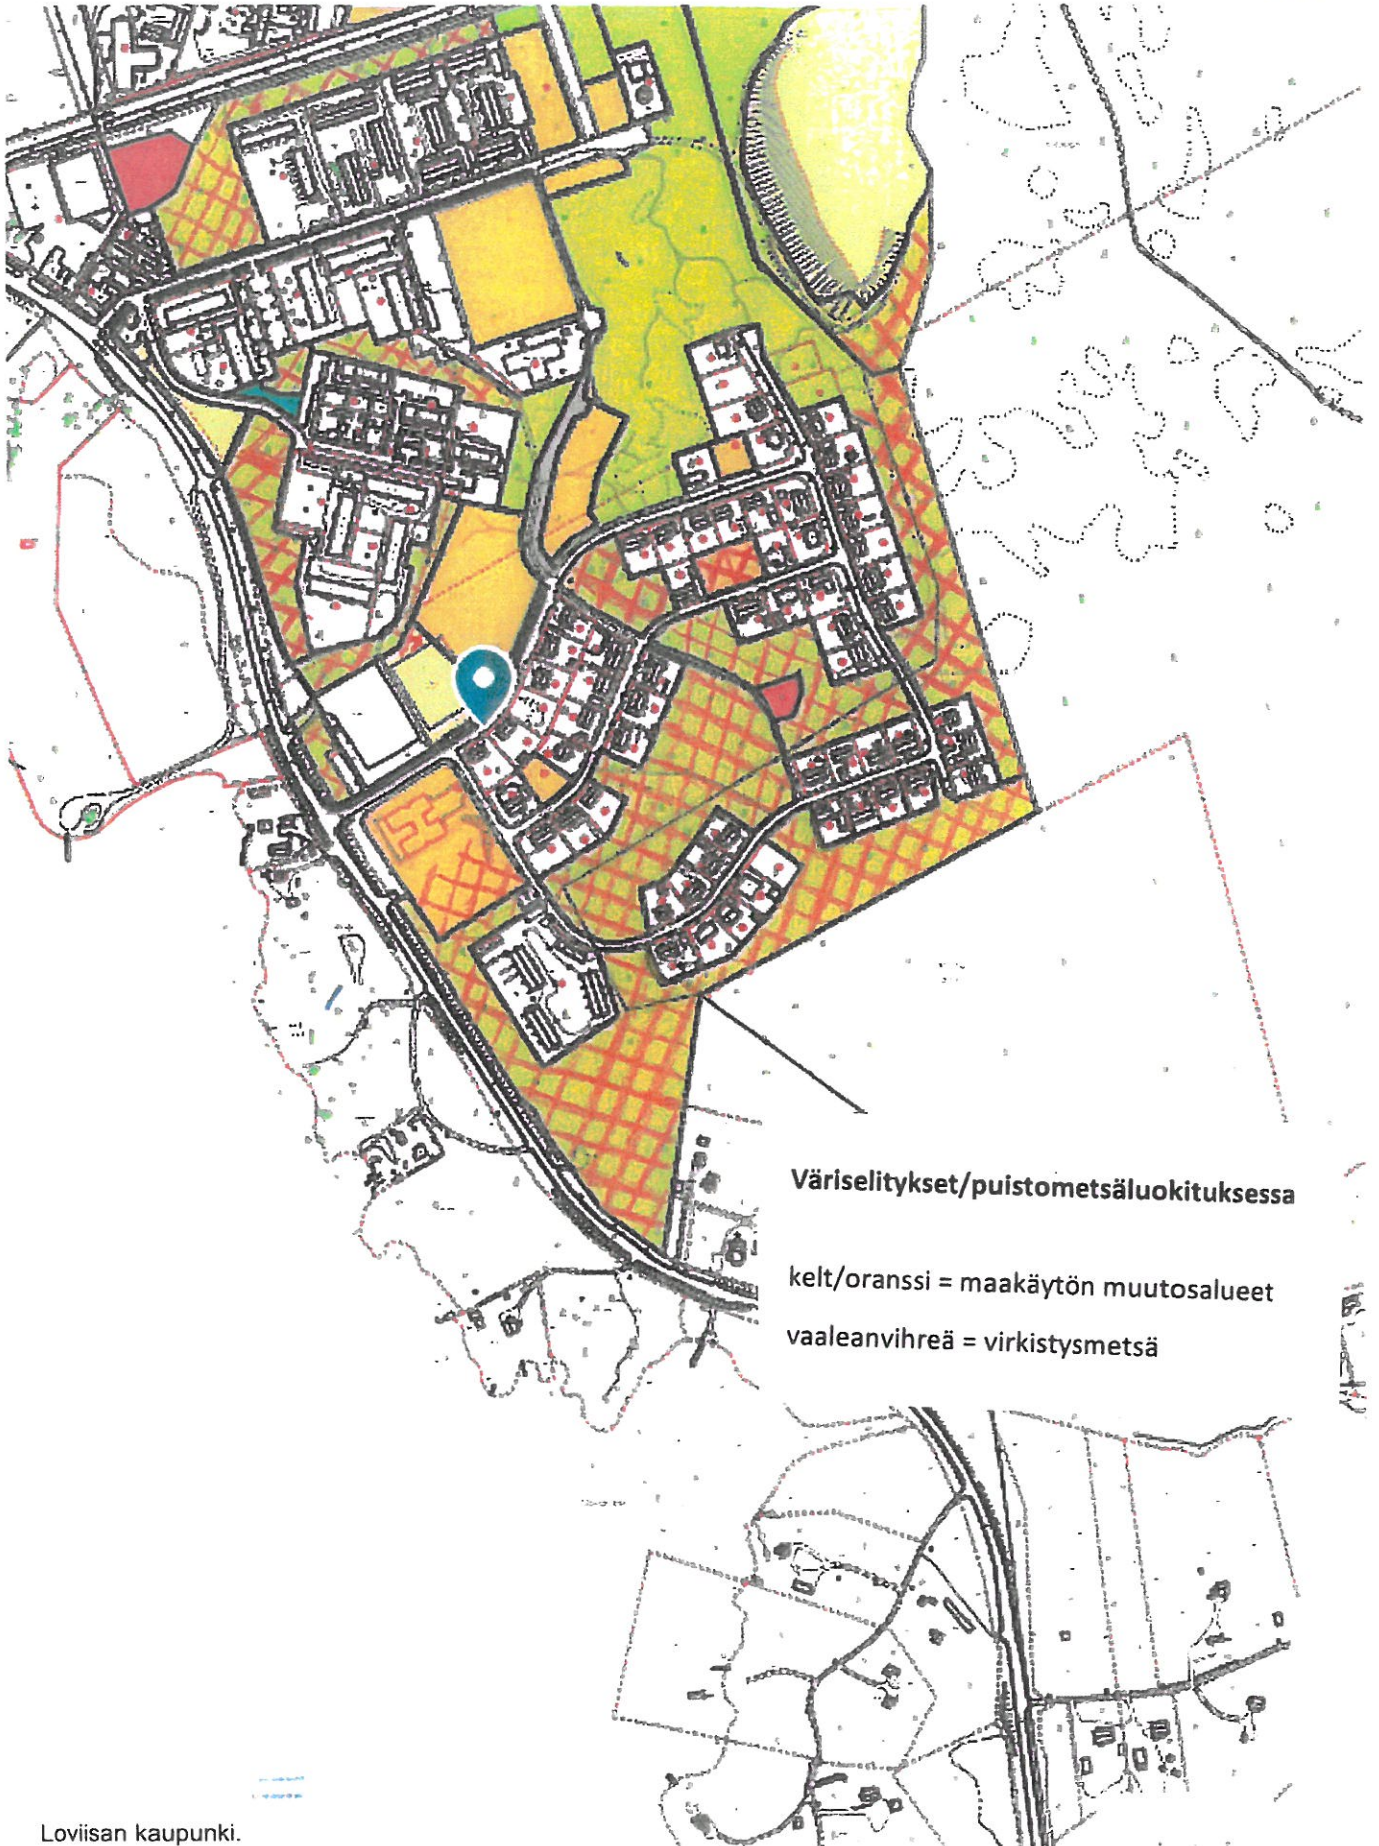 Väriselitykset/puistometsäluokituksessa
kelt/oranssi = maakäytön muutosalueet
vaaleanvihreä = virkistysmetsä
Loviisan kaupunki.